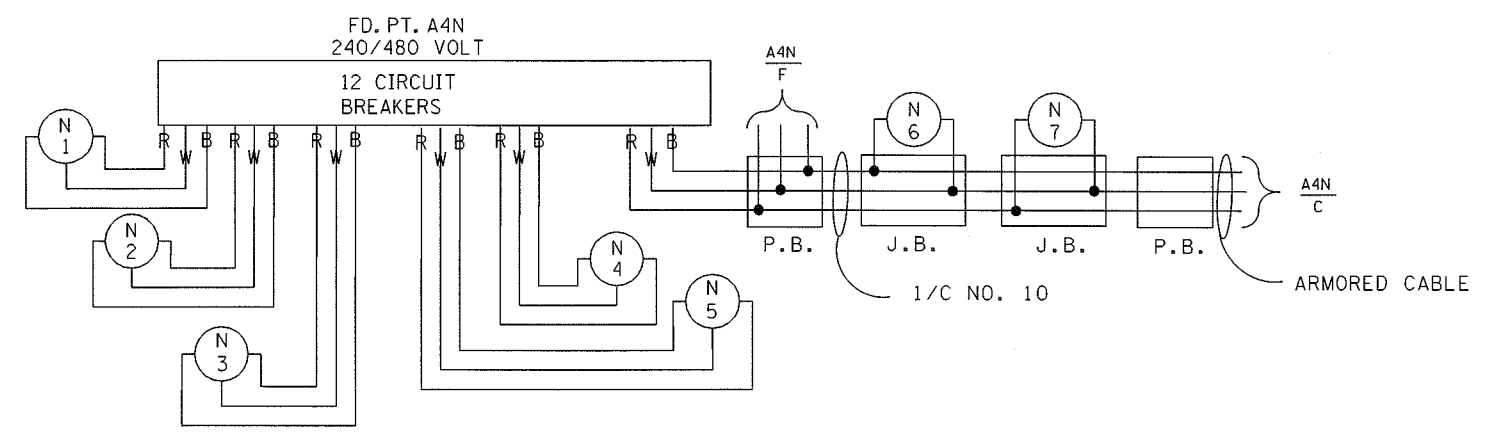 FD. PT. A4N
240/480 VOLT
12 CIRCUIT
BREAKERS
A4N
F
N
1
R W B R W B R W B R W B R W B R W B
N
6
N
7
A4N
C
P.B.
J.B.
J.B.
P.B.
N
2
N
4
1/C NO. 10
ARMORED CABLE
N
5
N
3